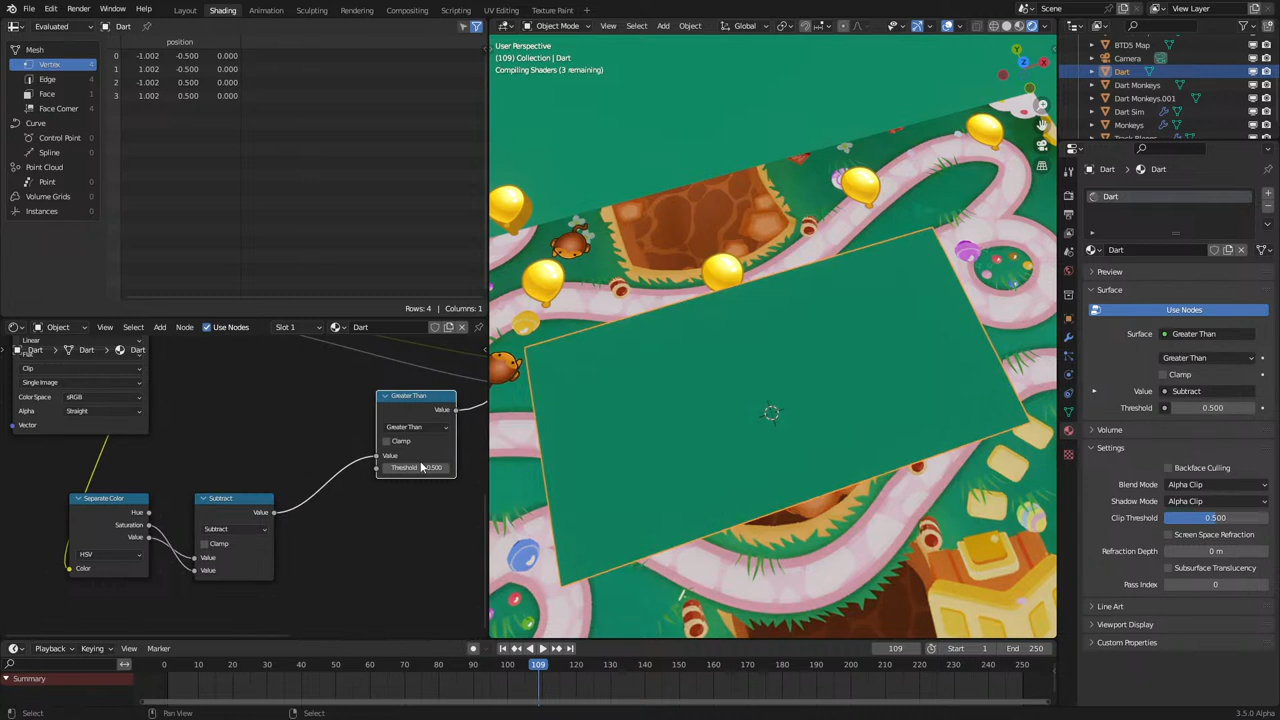 File Edit Render Window Help Layout Shading Animation Sculpting Rendering Compositing Scripting UV Editing Texture Paint + Scene View Layer
Evaluated Dart
Object Mode View Select Add Object Global Options
position
Mesh
Vertex 4
Edge 4
Face 1
Face Corner 4
Curve
Control Point 0
Spline 0
Point Cloud
Point 0
Volume Grids 0
Instances 0
0 -1.002 -0.500 0.000
1 1.002 -0.500 0.000
2 -1.002 0.500 0.000
3 1.002 0.500 0.000
Rows: 4 | Columns: 1
User Perspective
(109) Collection | Dart
Compiling Shaders (3 remaining)
Y
X
Z
BTD5 Map
Camera
Dart
Dart Monkeys
Dart Monkeys.001
Dart Sim
Monkeys
Object View Select Add Node Use Nodes Slot 1 Dart
Linear
Dart > Dart > Dart
Clip
Single Image
Color Space sRGB
Alpha Straight
Vector
Separate Color
Hue
Saturation
Value
HSV
Color
Subtract
Value
Subtract
Clamp
Value
Value
Greater Than
Value
Greater Than
Clamp
Value
Threshold 0.500
Dart > Dart
Dart
Dart
Preview
Surface
Use Nodes
Surface Greater Than
Greater Than
Clamp
Value Subtract
Threshold 0.500
Volume
Settings
Backface Culling
Blend Mode Alpha Clip
Shadow Mode Alpha Clip
Clip Threshold 0.500
Screen Space Refraction
Refraction Depth 0 m
Subsurface Translucency
Pass Index 0
Line Art
Viewport Display
Custom Properties
Playback Keying View Marker 109 Start 1 End 250
0 10 20 30 40 50 60 70 80 90 100 109 120 130 140 150 160 170 180 190 200 210 220 230 240 250
Summary
Select Pan View Select 3.5.0 Alpha